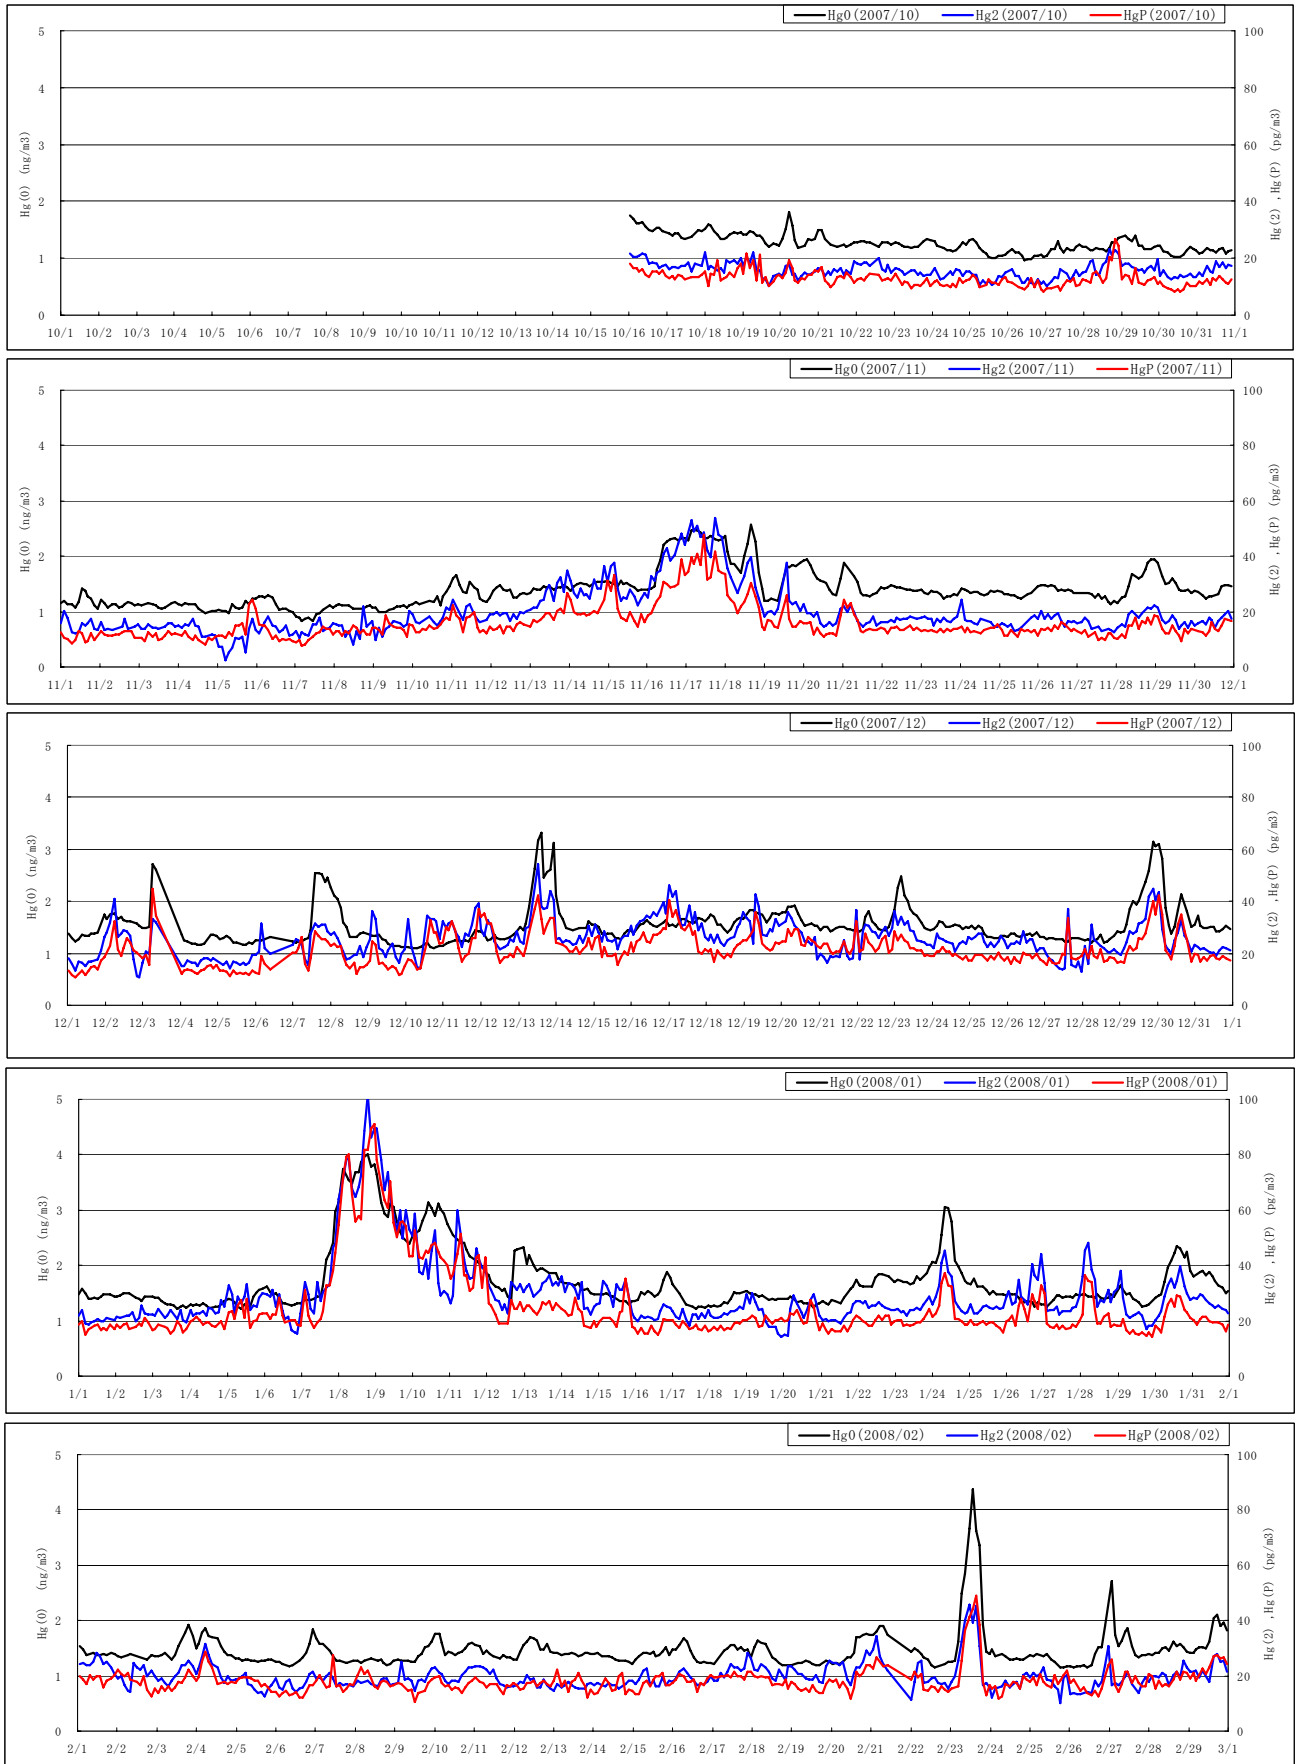 Hg0(2007/10) Hg2(2007/10) HgP(2007/10)
5 100
4 80
3 60
2 40
1 20
0 0
Hg(0) (ng/m3)
Hg(2) ,Hg(P) (pg/m3)
10/1 10/2 10/3 10/4 10/5 10/6 10/7 10/8 10/9 10/10 10/11 10/12 10/13 10/14 10/15 10/16 10/17 10/18 10/19 10/20 10/21 10/22 10/23 10/24 10/25 10/26 10/27 10/28 10/29 10/30 10/31 11/1
Hg0(2007/11) Hg2(2007/11) HgP(2007/11)
5 100
4 80
3 60
2 40
1 20
0 0
Hg(0) (ng/m3)
Hg(2) ,Hg(P) (pg/m3)
11/1 11/2 11/3 11/4 11/5 11/6 11/7 11/8 11/9 11/10 11/11 11/12 11/13 11/14 11/15 11/16 11/17 11/18 11/19 11/20 11/21 11/22 11/23 11/24 11/25 11/26 11/27 11/28 11/29 11/30 12/1
Hg0(2007/12) Hg2(2007/12) HgP(2007/12)
5 100
4 80
3 60
2 40
1 20
0 0
Hg(0) (ng/m3)
Hg(2) ,Hg(P) (pg/m3)
12/1 12/2 12/3 12/4 12/5 12/6 12/7 12/8 12/9 12/10 12/11 12/12 12/13 12/14 12/15 12/16 12/17 12/18 12/19 12/20 12/21 12/22 12/23 12/24 12/25 12/26 12/27 12/28 12/29 12/30 12/31 1/1
Hg0(2008/01) Hg2(2008/01) HgP(2008/01)
5 100
4 80
3 60
2 40
1 20
0 0
Hg(0) (ng/m3)
Hg(2) ,Hg(P) (pg/m3)
1/1 1/2 1/3 1/4 1/5 1/6 1/7 1/8 1/9 1/10 1/11 1/12 1/13 1/14 1/15 1/16 1/17 1/18 1/19 1/20 1/21 1/22 1/23 1/24 1/25 1/26 1/27 1/28 1/29 1/30 1/31 2/1
Hg0(2008/02) Hg2(2008/02) HgP(2008/02)
5 100
4 80
3 60
2 40
1 20
0 0
Hg(0) (ng/m3)
Hg(2) ,Hg(P) (pg/m3)
2/1 2/2 2/3 2/4 2/5 2/6 2/7 2/8 2/9 2/10 2/11 2/12 2/13 2/14 2/15 2/16 2/17 2/18 2/19 2/20 2/21 2/22 2/23 2/24 2/25 2/26 2/27 2/28 2/29 3/1